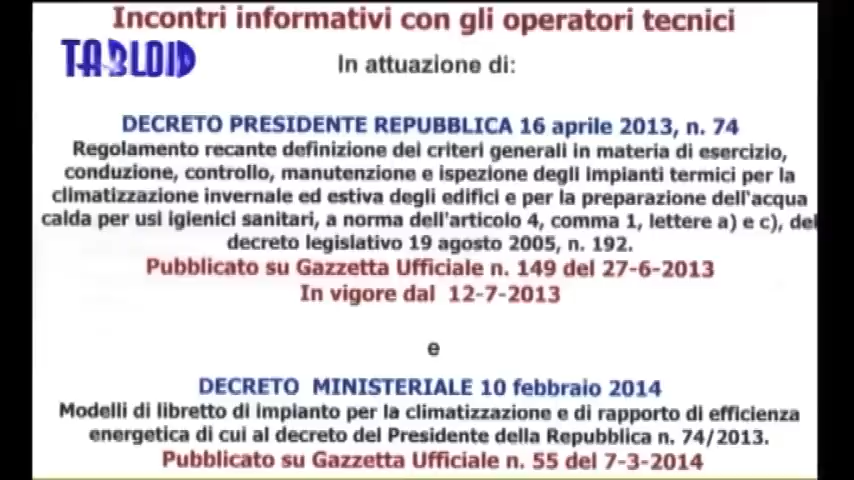 Incontri informativi con gli operatori tecnici
TABLOID
In attuazione di:
DECRETO PRESIDENTE REPUBBLICA 16 aprile 2013, n. 74
Regolamento recante definizione dei criteri generali in materia di esercizio,
conduzione, controllo, manutenzione e ispezione degli impianti termici per la
climatizzazione invernale ed estiva degli edifici e per la preparazione dell'acqua
calda per usi igienici sanitari, a norma dell'articolo 4, comma 1, lettere a) e c), del
decreto legislativo 19 agosto 2005, n. 192.
Pubblicato su Gazzetta Ufficiale n. 149 del 27-6-2013
In vigore dal 12-7-2013
e
DECRETO MINISTERIALE 10 febbraio 2014
Modelli di libretto di impianto per la climatizzazione e di rapporto di efficienza
energetica di cui al decreto del Presidente della Repubblica n. 74/2013.
Pubblicato su Gazzetta Ufficiale n. 55 del 7-3-2014